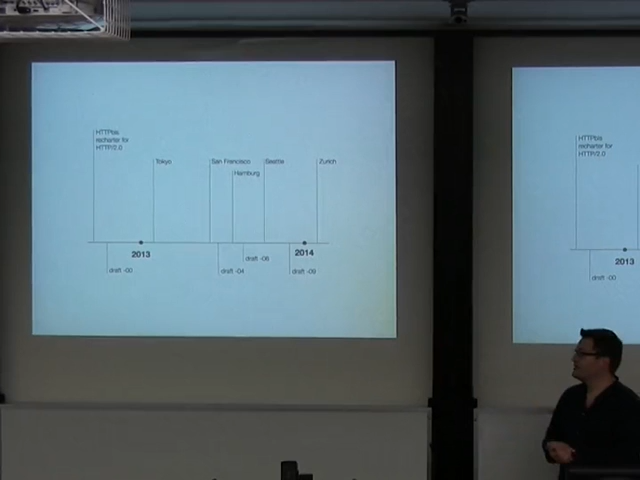 HTTPbis
recharter for
HTTP/2.0
Tokyo
San Francisco
Hamburg
Seattle
Zurich
2013
2014
draft -00
draft -04
draft -06
draft -09
HTTPbis
recharter for
HTTP/2.0
2013
draft -00